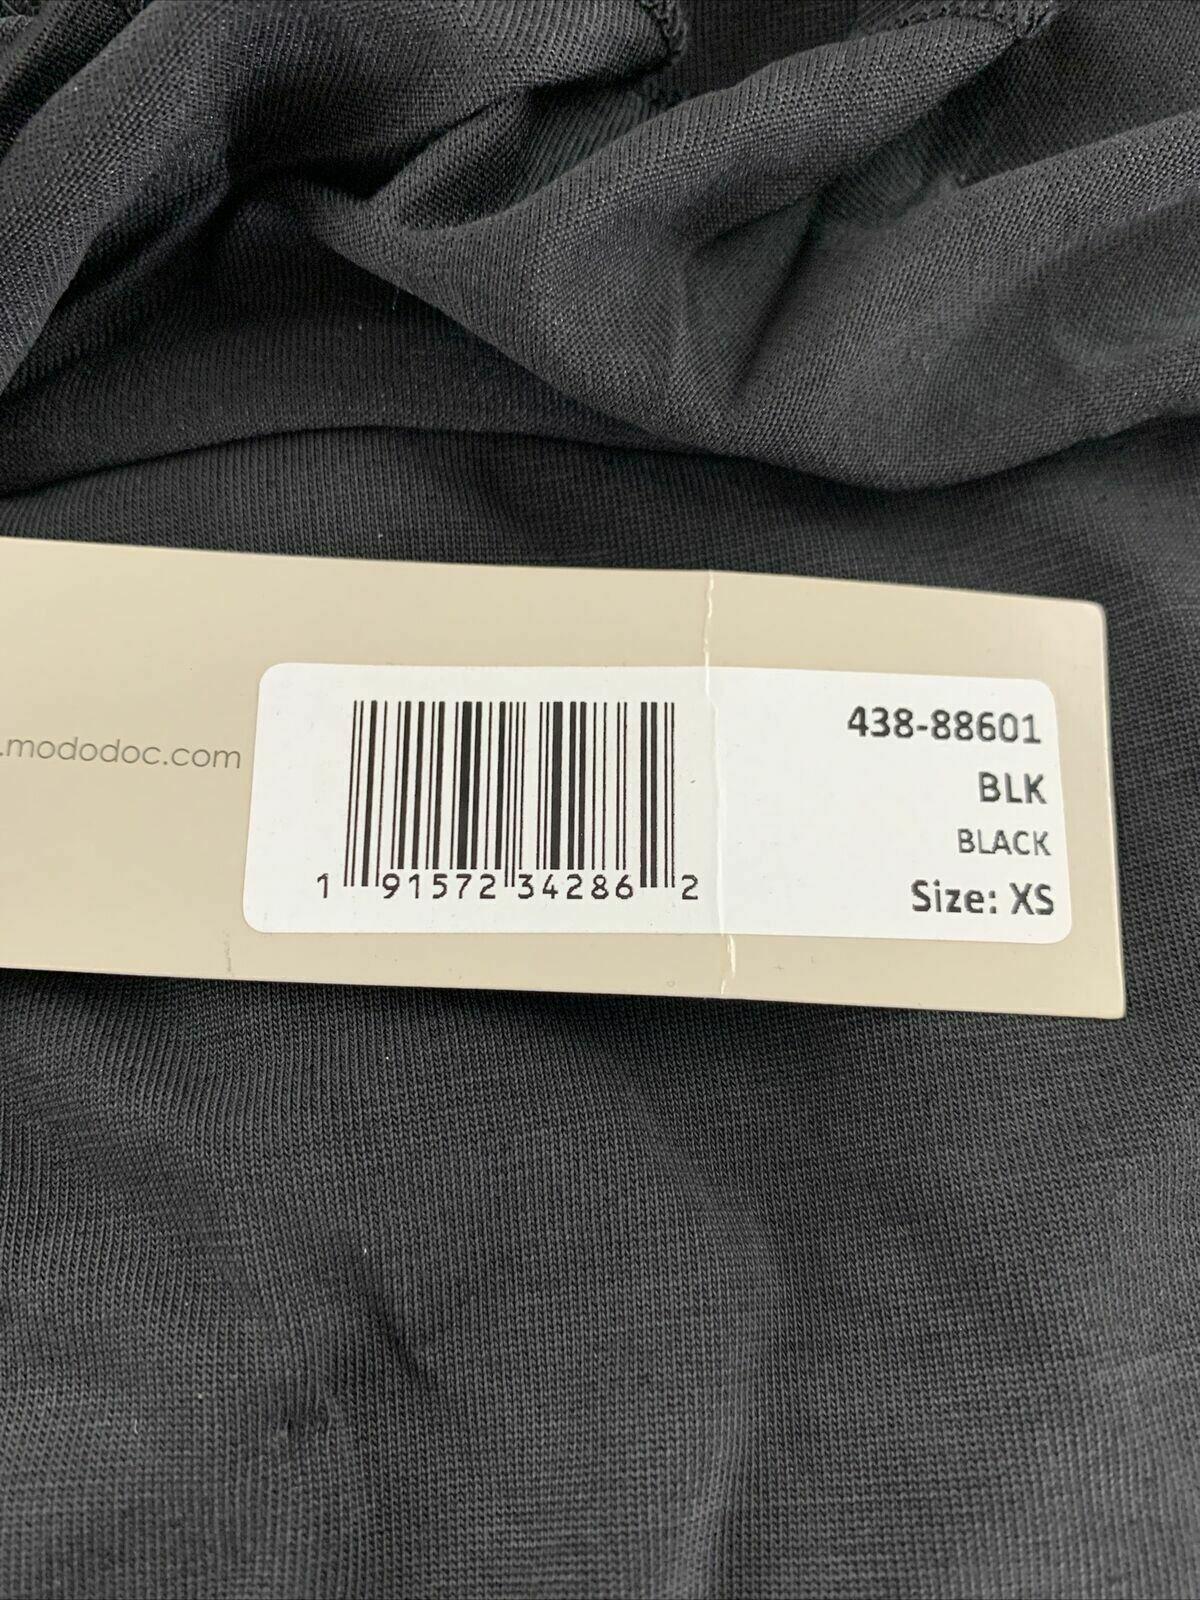 .mododoc.com
438-88601
BLK
BLACK
Size: XS
1 91572 34286 2